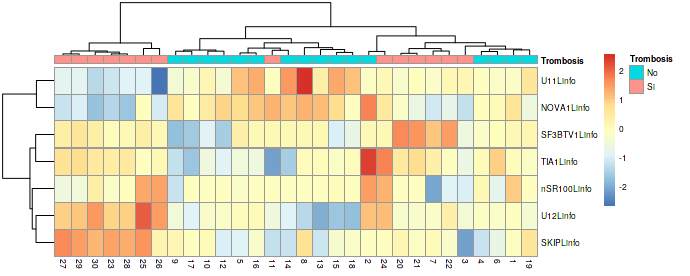 Trombosis
Trombosis
No
SI
U11Linfo
NOVA1Linfo
SF3BTV1Linfo
TIA1Linfo
nSR100Linfo
U12Linfo
SKIPLinfo
2
1
0
-1
-2
27 29 30 23 28 25 26 9 17 10 12 5 16 11 14 8 13 15 18 2 24 20 21 7 22 3 4 6 1 19